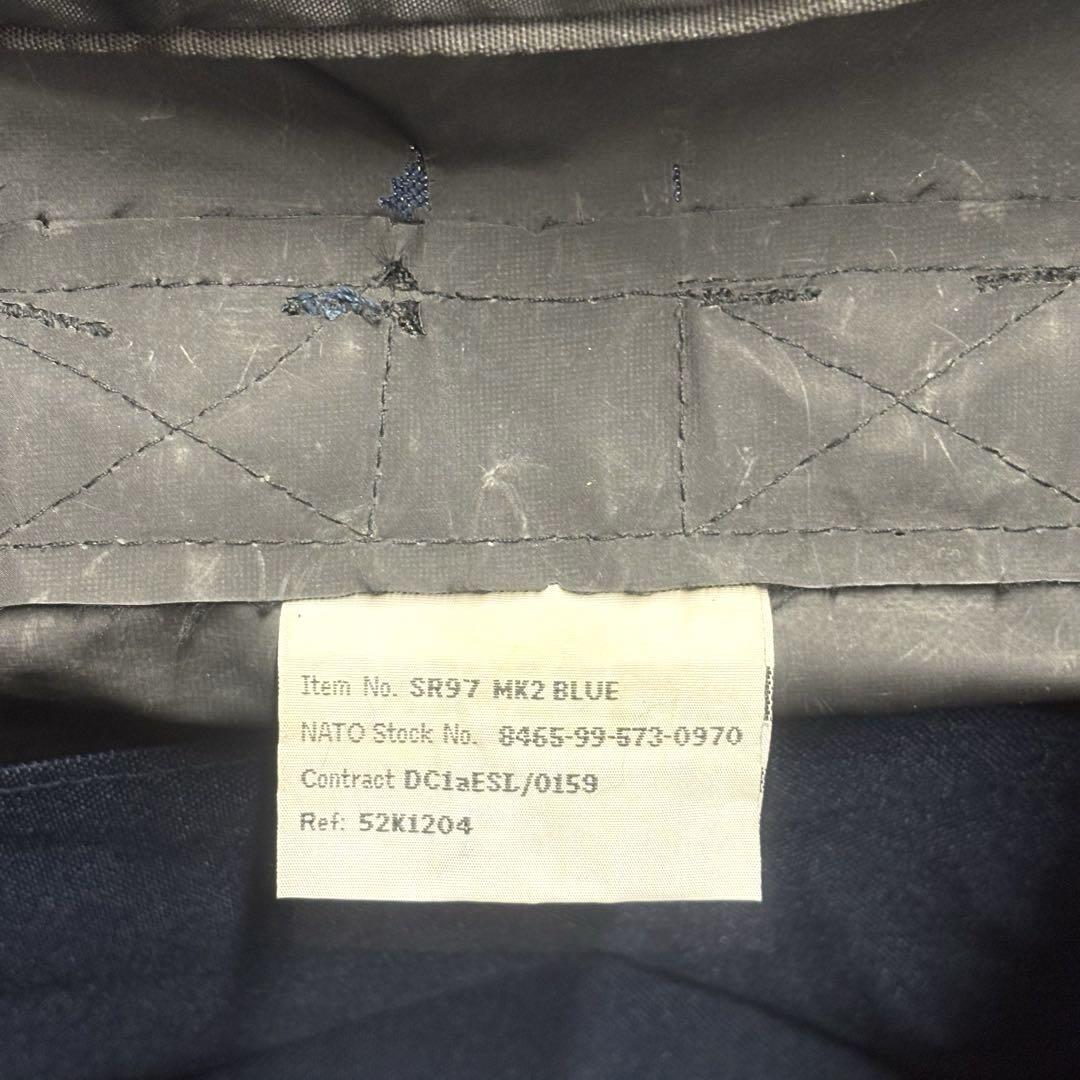 Item No. SR97 MK2 BLUE
NATO Stock No. 8465-99-573-0970
Contract DC1aESL/0159
Ref: 52K1204